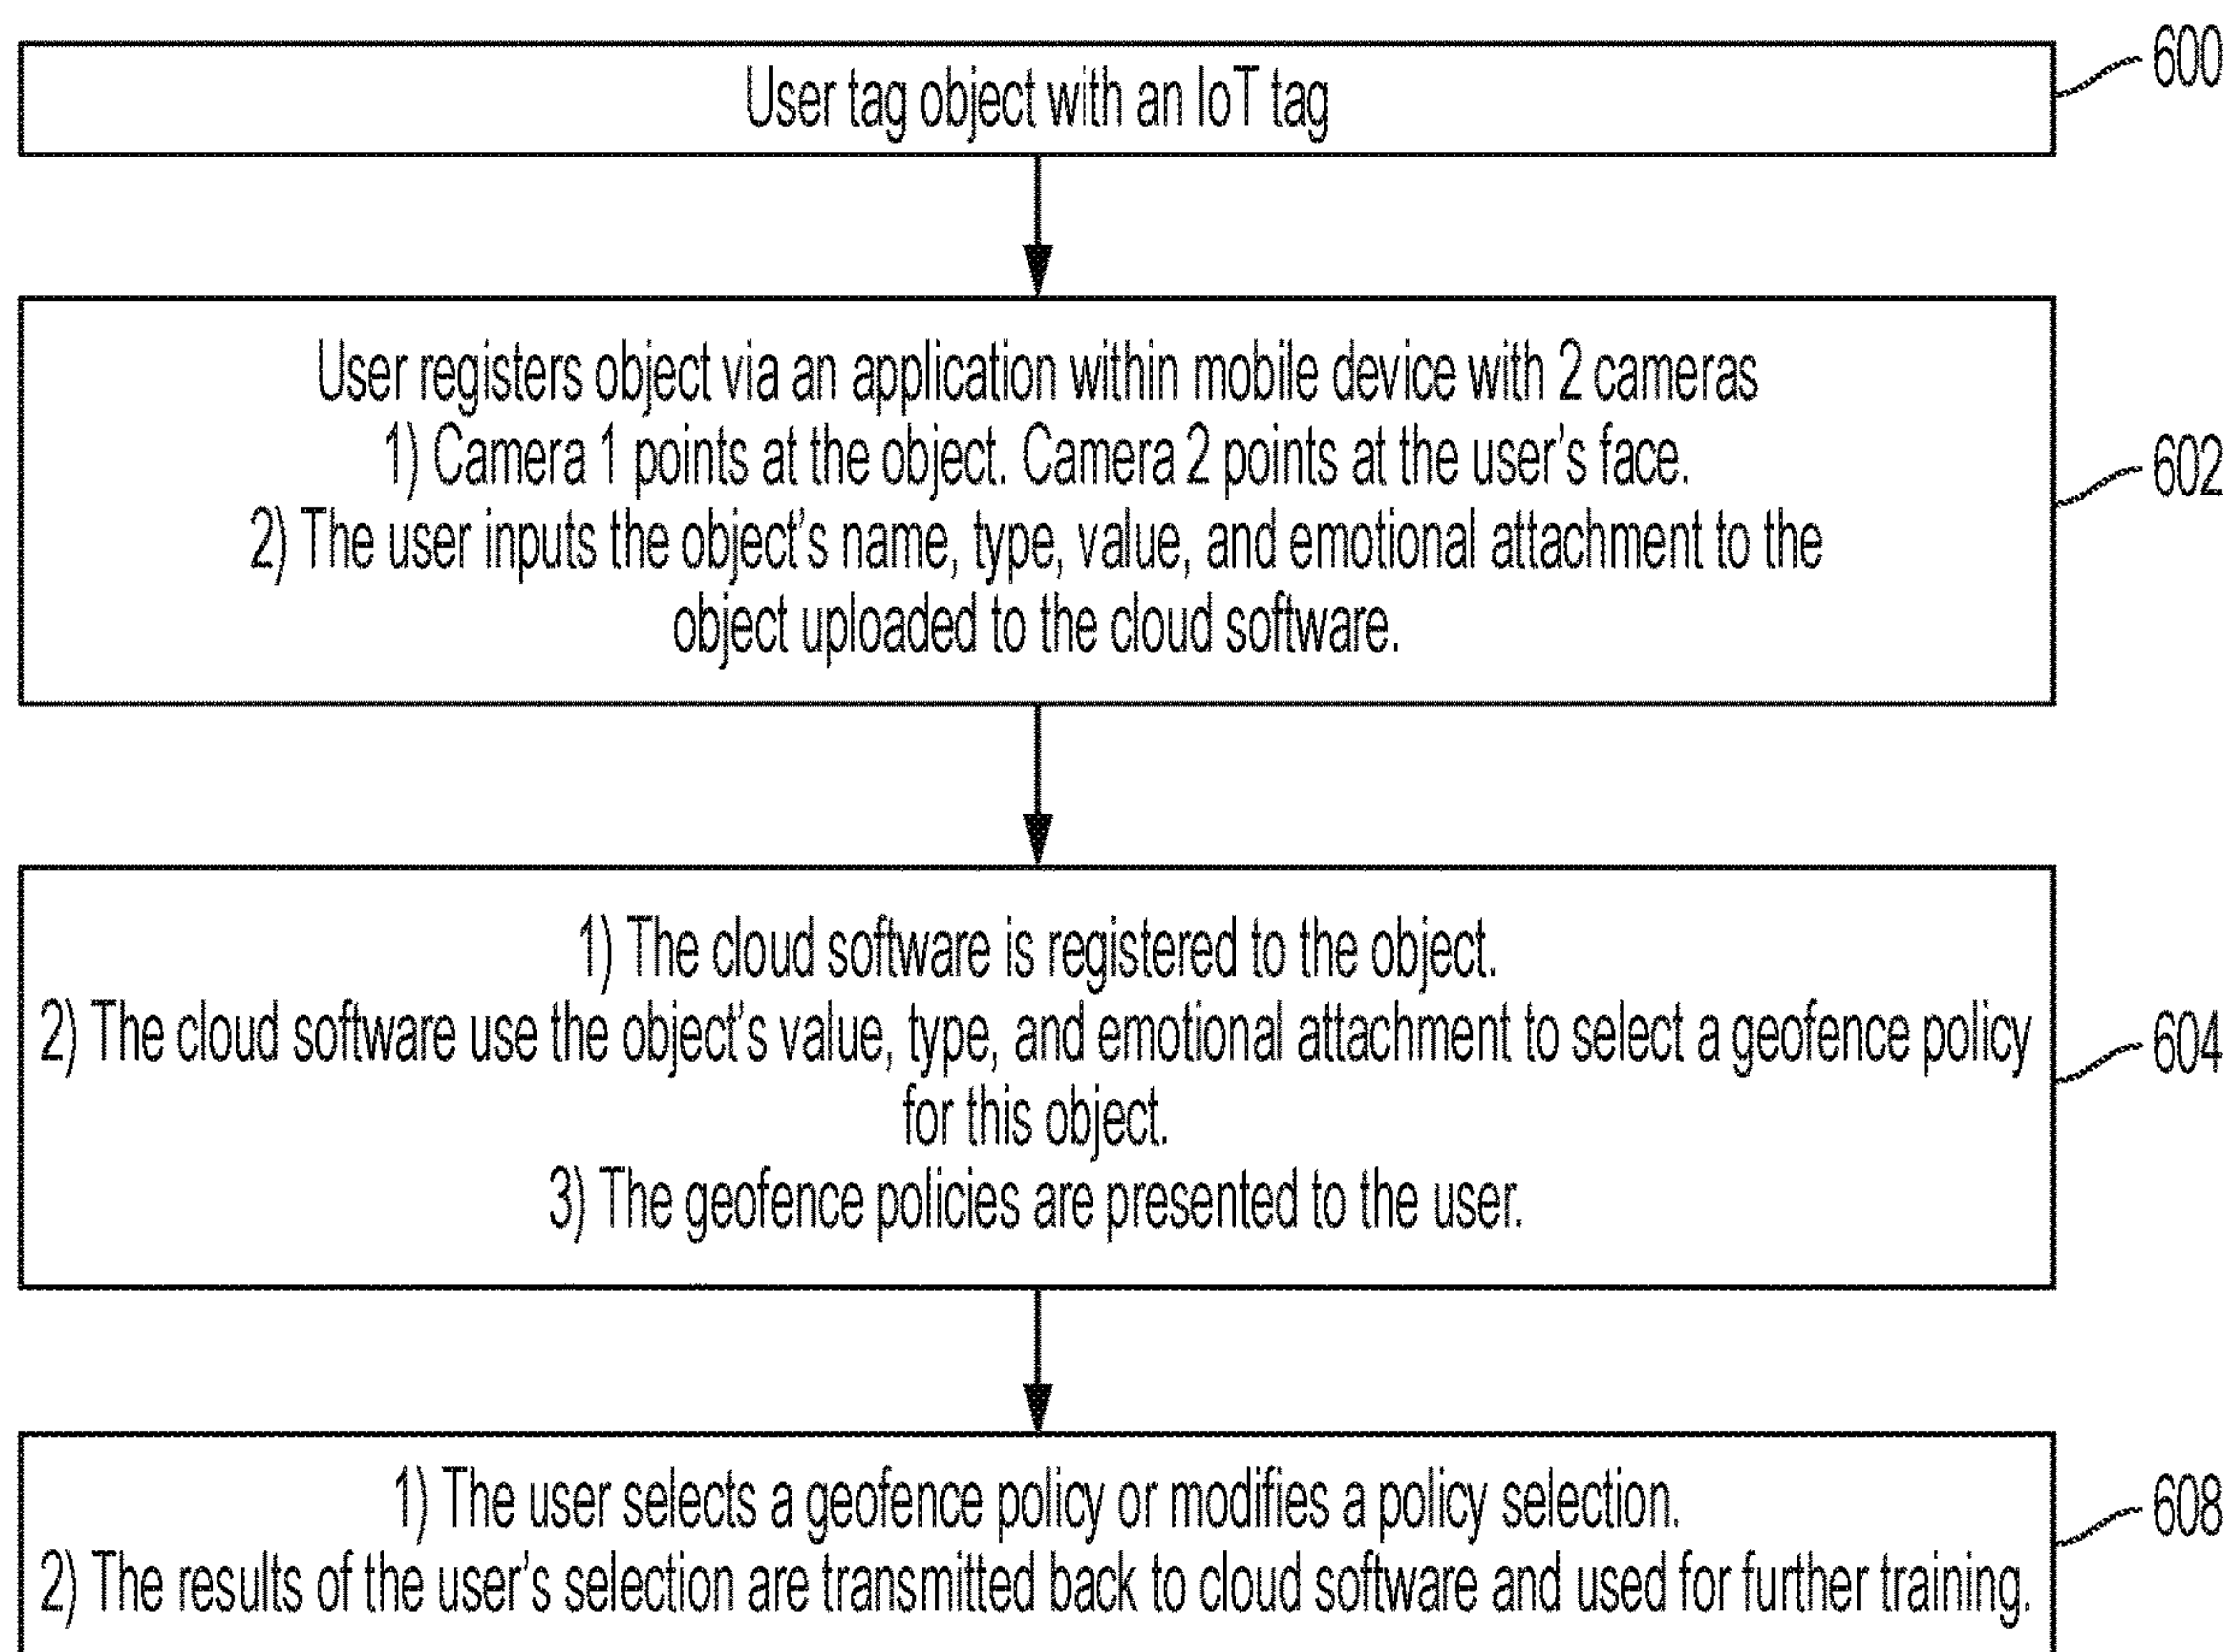 User tag object with an IoT tag
600
User registers object via an application within mobile device with 2 cameras
1) Camera 1 points at the object. Camera 2 points at the user's face.
2) The user inputs the object's name, type, value, and emotional attachment to the
object uploaded to the cloud software.
602
1) The cloud software is registered to the object.
2) The cloud software use the object's value, type, and emotional attachment to select a geofence policy
for this object.
3) The geofence policies are presented to the user.
604
1) The user selects a geofence policy or modifies a policy selection.
2) The results of the user's selection are transmitted back to cloud software and used for further training.
608